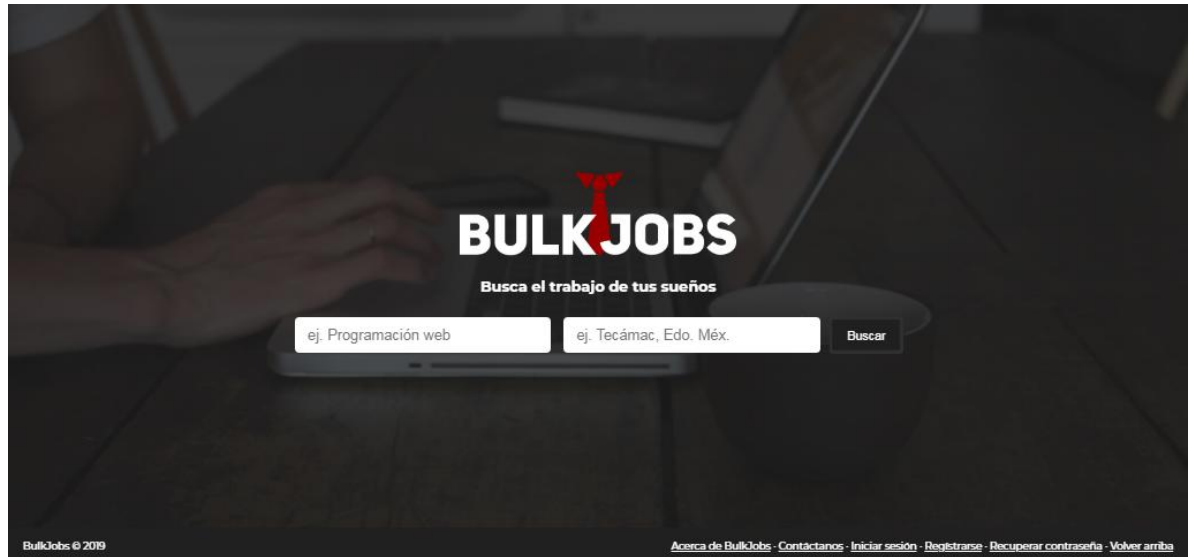 BULKJOBS
Busca el trabajo de tus sueños
ej. Programación web
ej. Tecámac, Edo. Méx.
Buscar
BulkJobs © 2019
Acerca de BulkJobs - Contáctanos - Iniciar sesión - Registrarse - Recuperar contraseña - Volver arriba